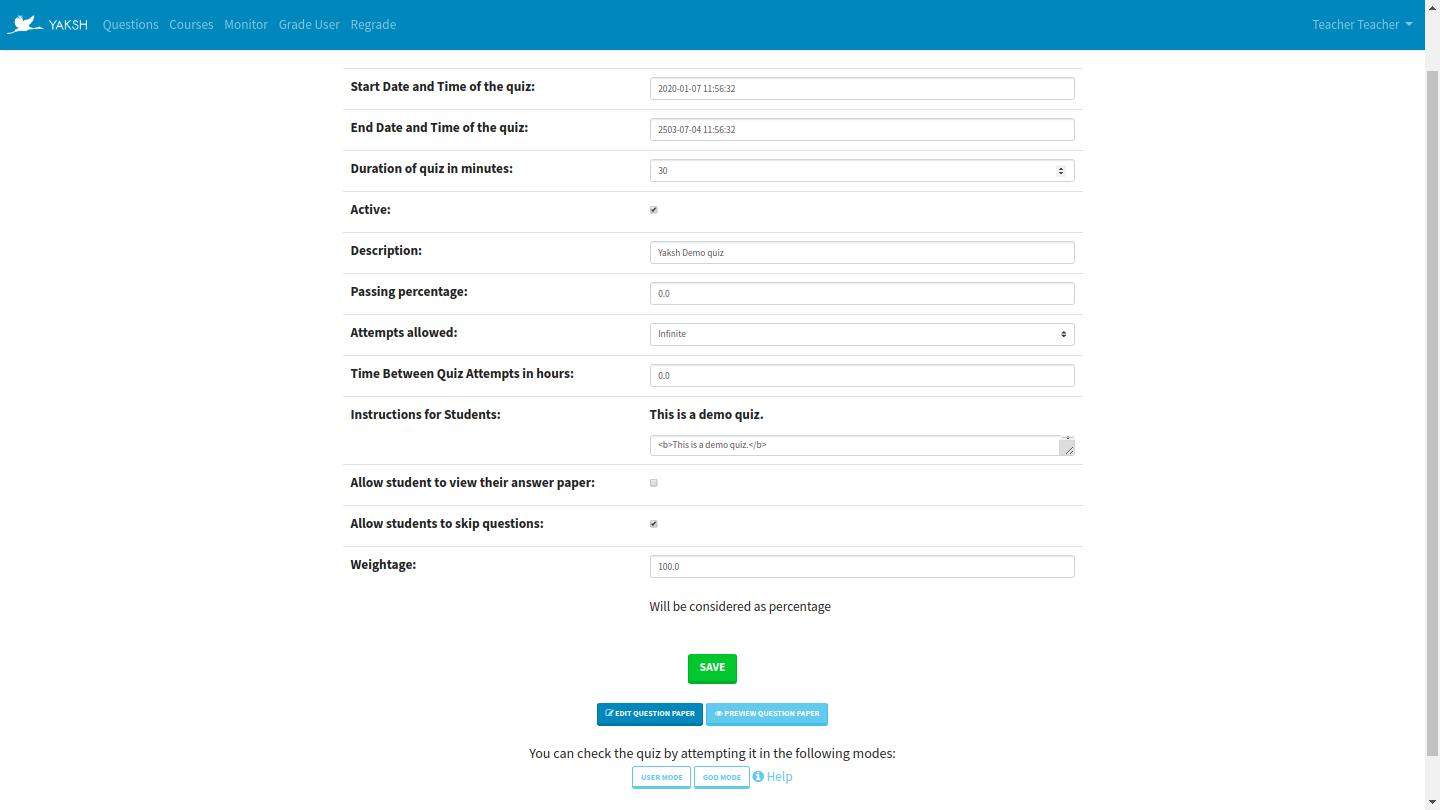 YAKSH Questions Courses Monitor Grade User Regrade Teacher Teacher
Start Date and Time of the quiz: 2020-01-07 11:56:32
End Date and Time of the quiz: 2503-07-04 11:56:32
Duration of quiz in minutes: 30
Active:
Description: Yaksh Demo quiz
Passing percentage: 0.0
Attempts allowed: Infinite
Time Between Quiz Attempts in hours: 0.0
Instructions for Students: This is a demo quiz.
<b>This is a demo quiz.</b>
Allow student to view their answer paper:
Allow students to skip questions:
Weightage: 100.0
Will be considered as percentage
SAVE
EDIT QUESTION PAPER PREVIEW QUESTION PAPER
You can check the quiz by attempting it in the following modes:
USER MODE GOD MODE Help